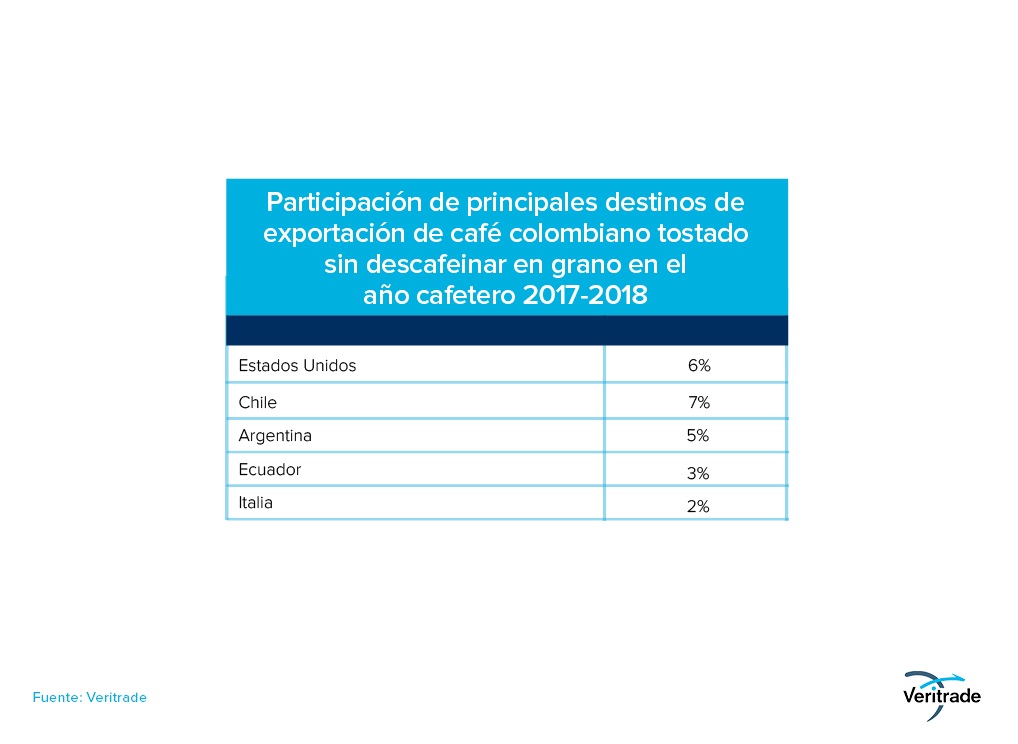 Participación de principales destinos de
exportación de café colombiano tostado
sin descafeinar en grano en el
año cafetero 2017-2018
Estados Unidos 6%
Chile 7%
Argentina 5%
Ecuador 3%
Italia 2%
Fuente: Veritrade
Veritrade